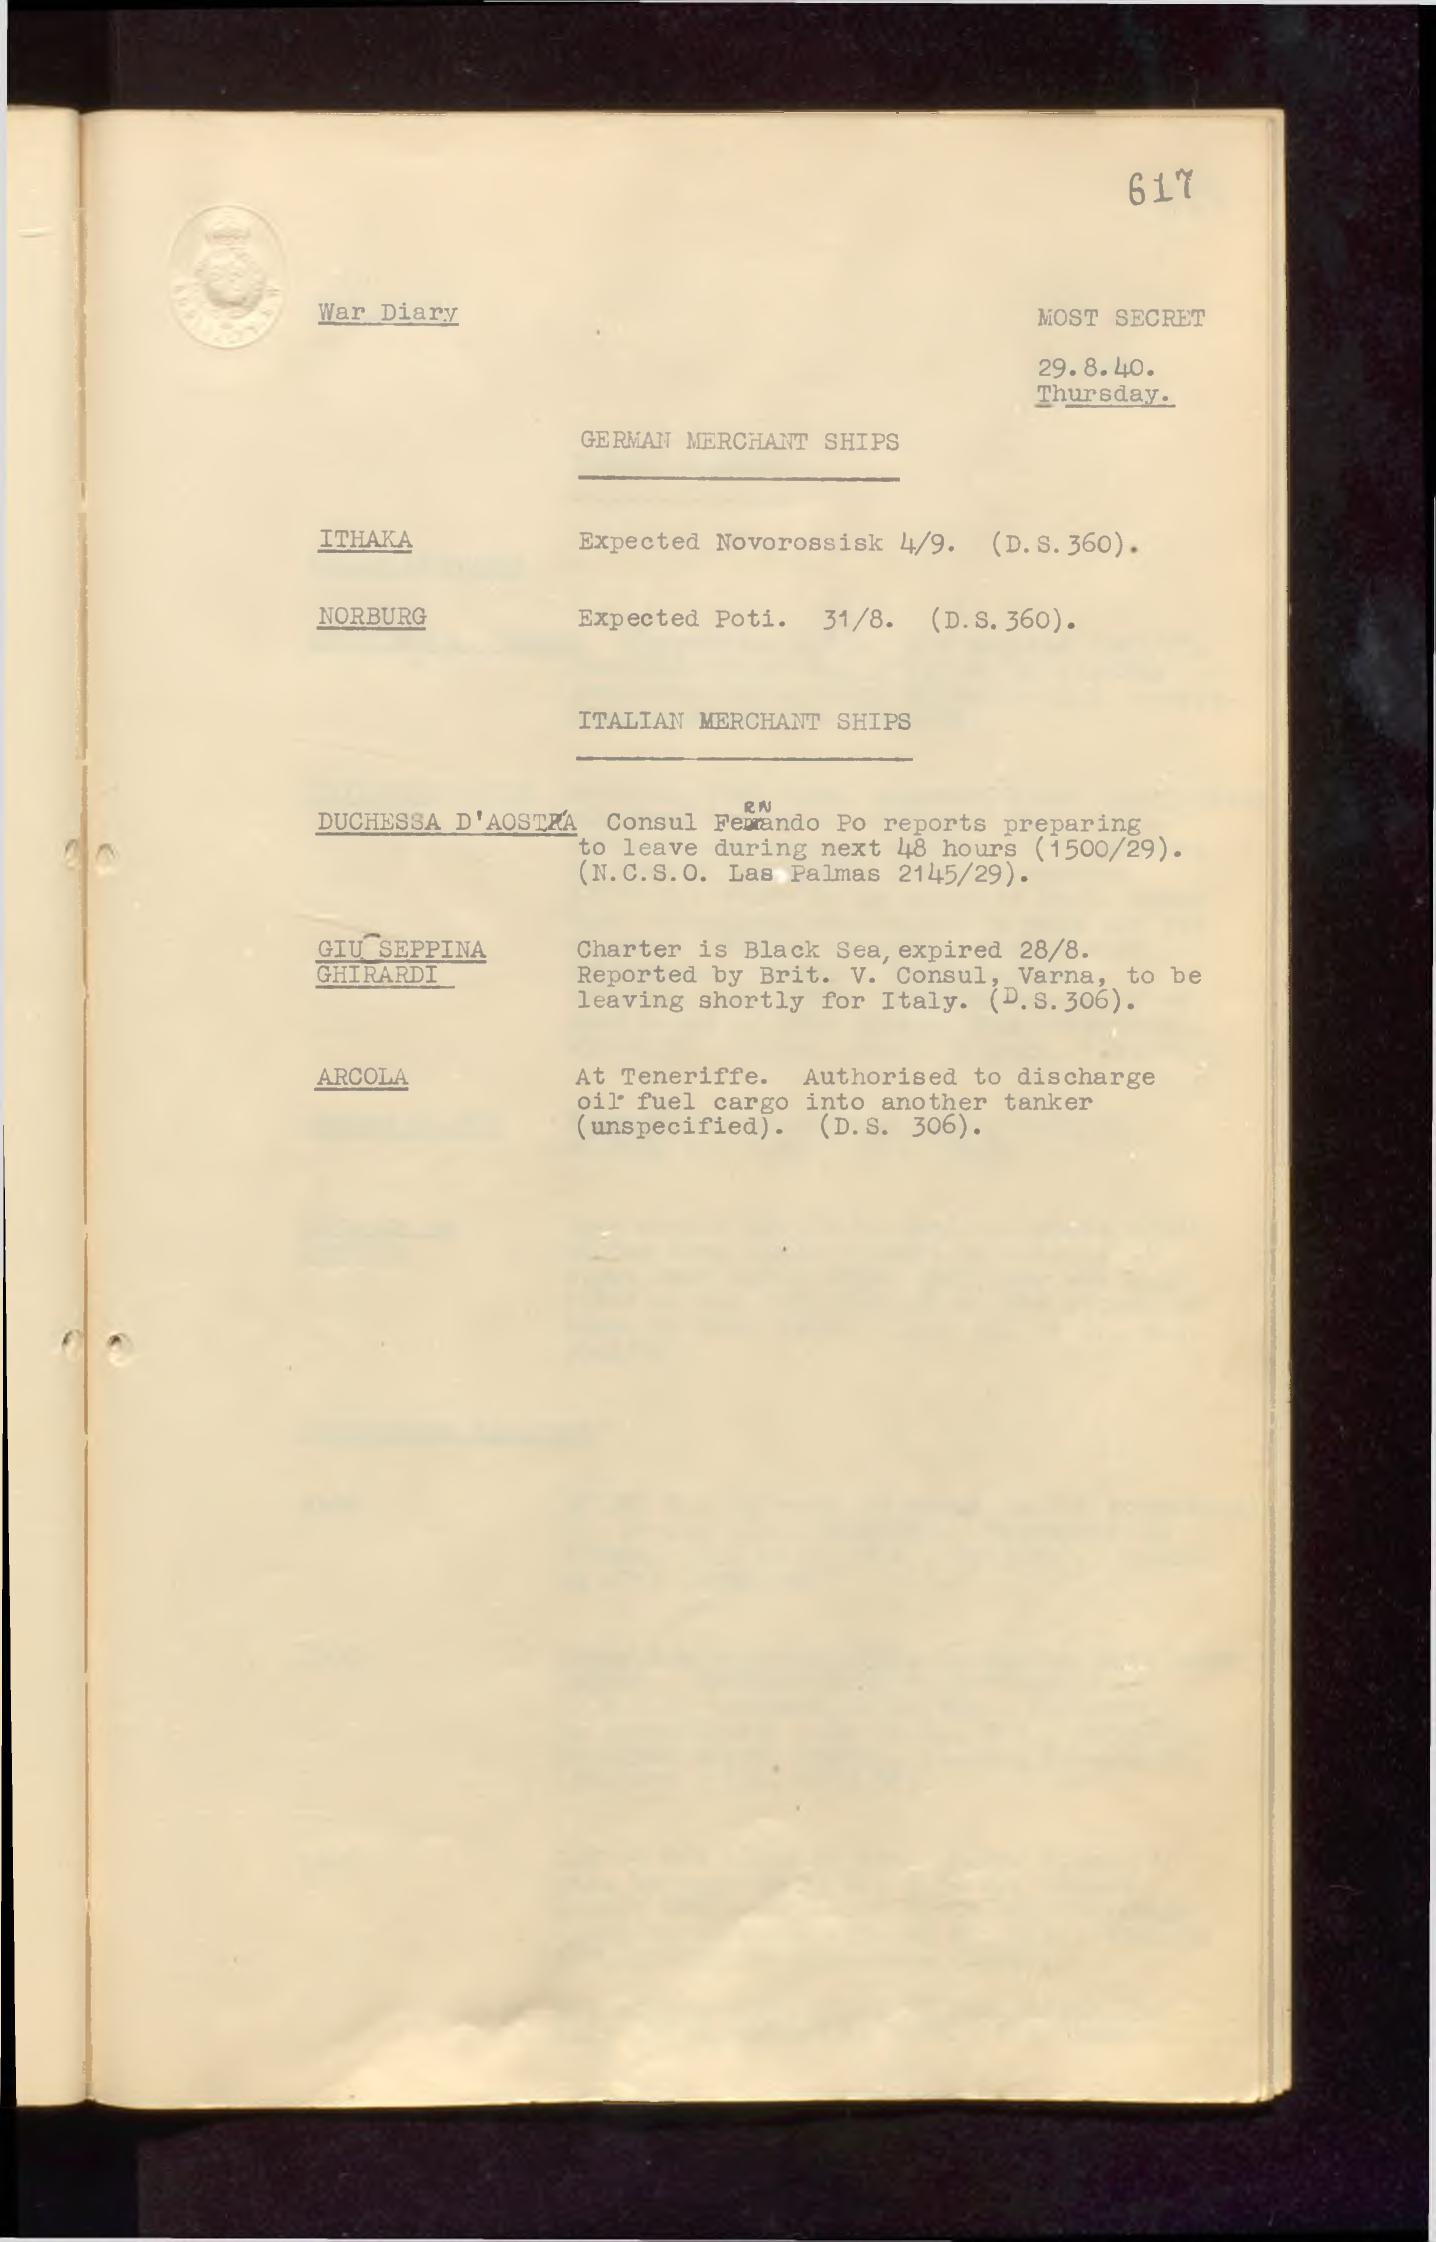 617
War Diary
MOST SECRET
29.8.40.
Thursday.
GERMAN MERCHANT SHIPS
ITHAKA Expected Novorossisk 4/9. (D.S.360).
NORBURG Expected Poti. 31/8. (D.S.360).
ITALIAN MERCHANT SHIPS
DUCHESSA D'AOSTA Consul Fernando Po reports preparing
to leave during next 48 hours (1500/29).
(N.C.S.O. Las Palmas 2145/29).
GIUSEPPINA Charter is Black Sea, expired 28/8.
GHIRARDI Reported by Brit. V. Consul, Varna, to be
leaving shortly for Italy. (D.S.306).
ARCOLA At Teneriffe. Authorised to discharge
oil fuel cargo into another tanker
(unspecified). (D.S. 306).